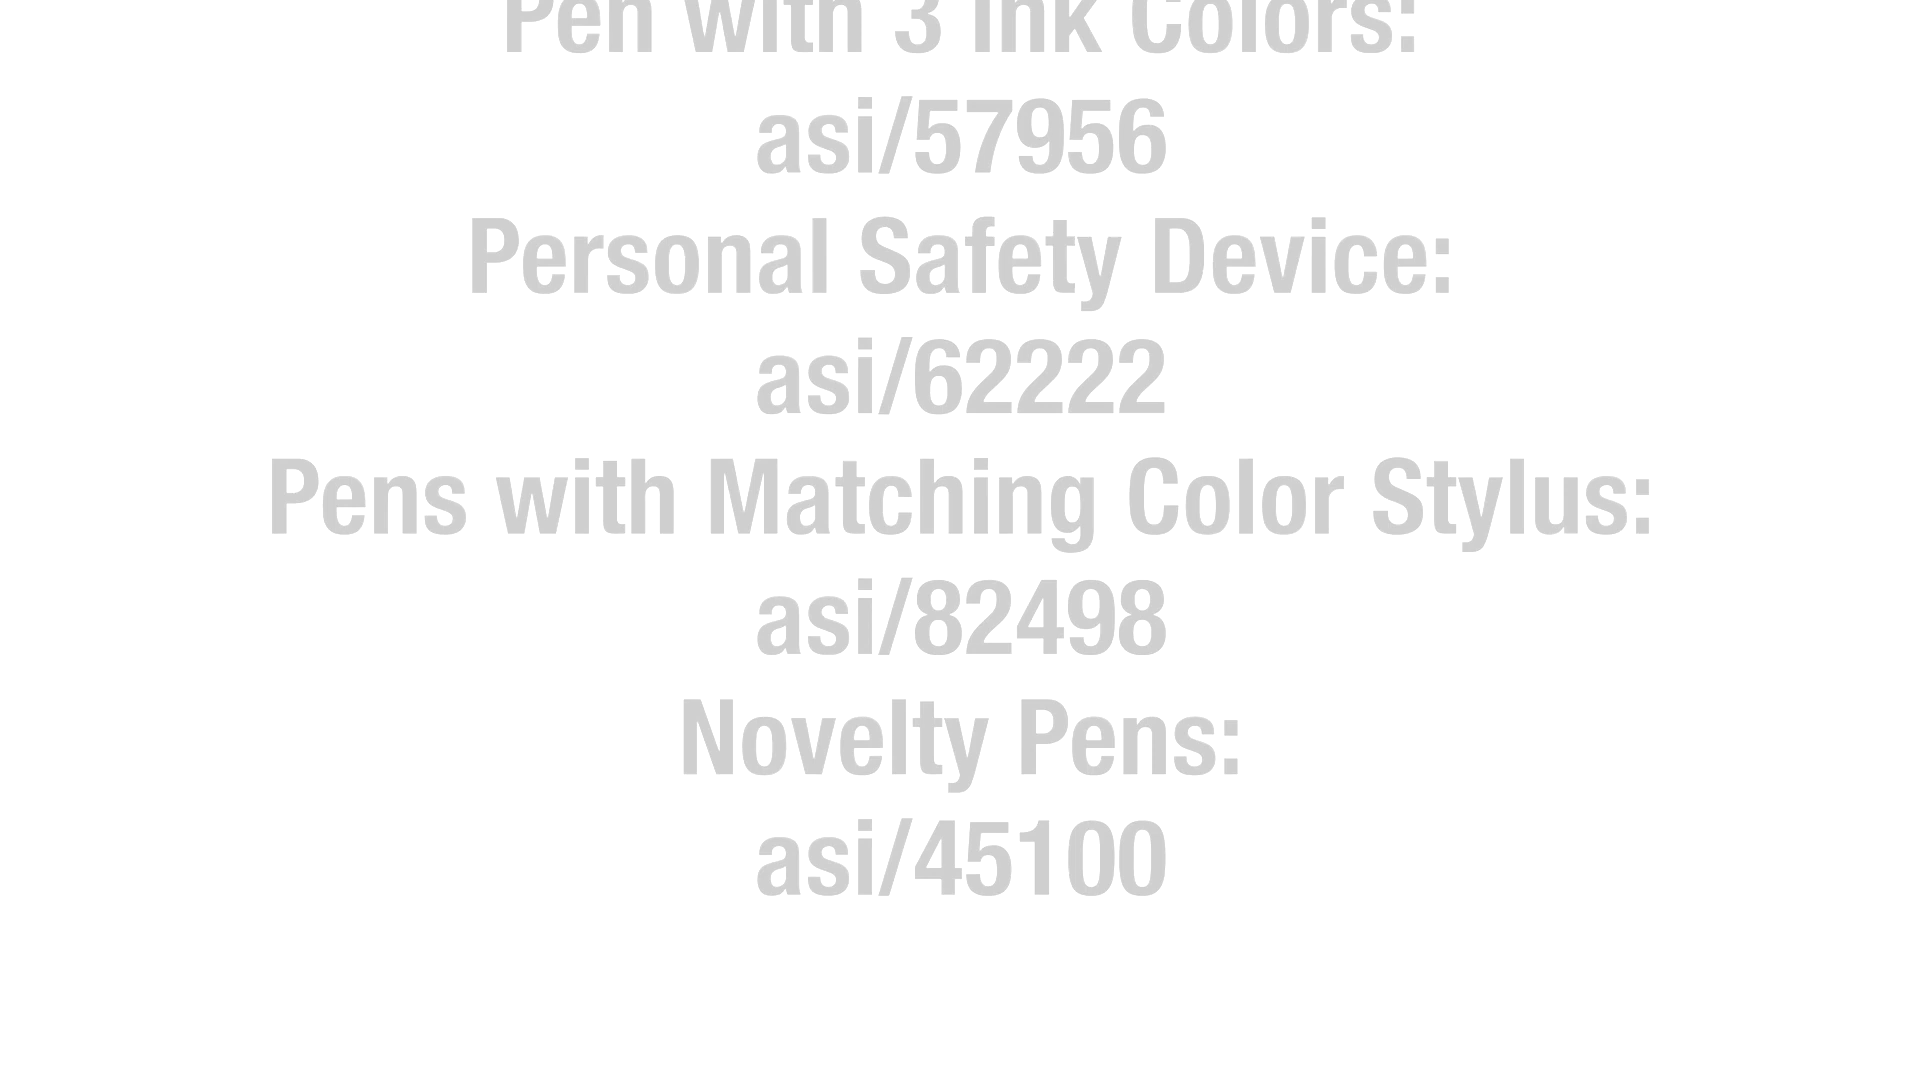 Pen with 3 Ink Colors:
asi/57956
Personal Safety Device:
asi/62222
Pens with Matching Color Stylus:
asi/82498
Novelty Pens:
asi/45100